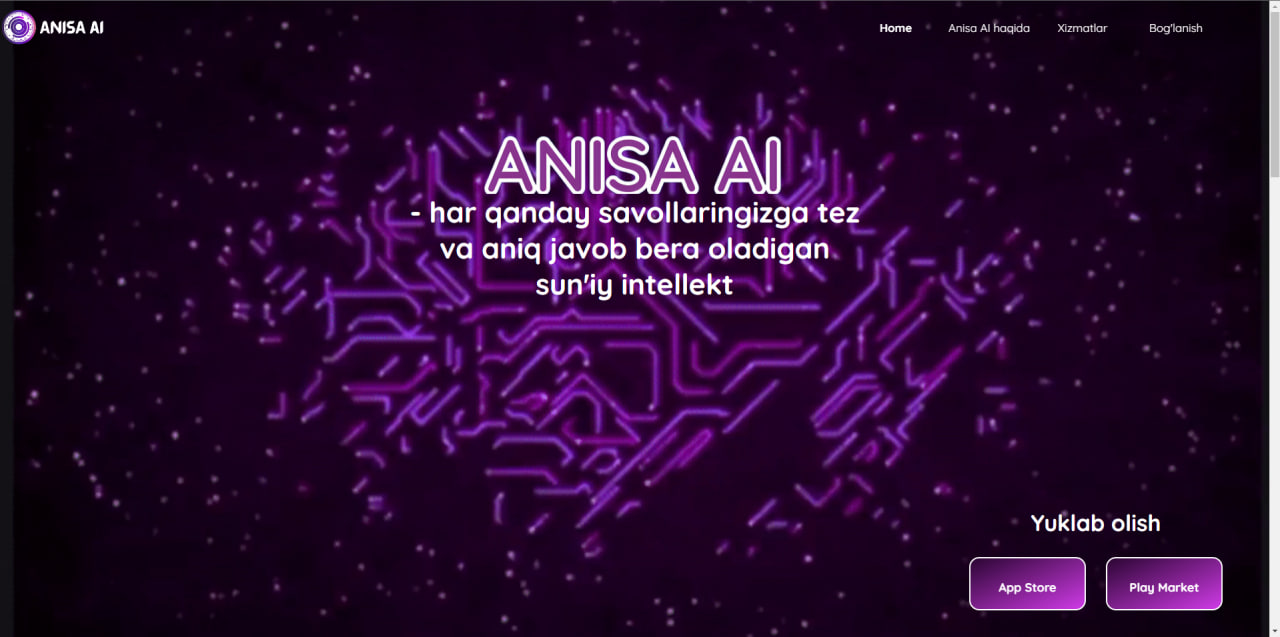 ANISA AI
Home
Anisa AI haqida
Xizmatlar
Bog'lanish
ANISA AI
- har qanday savollaringizga tez
va aniq javob bera oladigan
sun'iy intellekt
Yuklab olish
App Store
Play Market